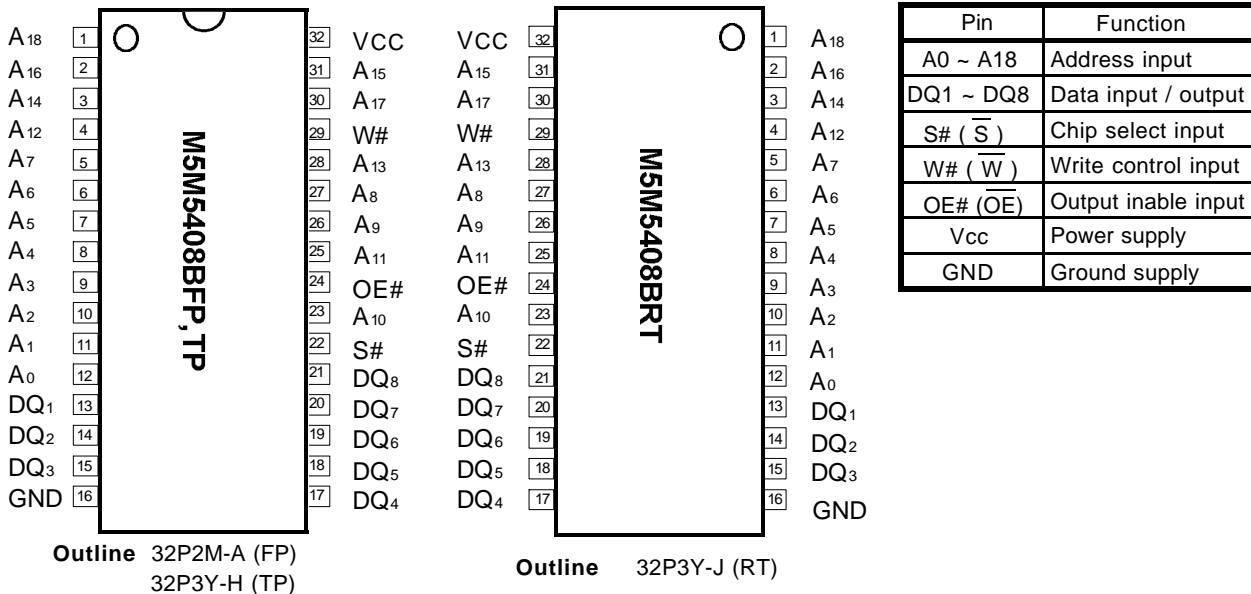 A18 1 32 VCC
A16 2 31 A15
A14 3 30 A17
A12 4 29 W#
A7 5 28 A13
A6 6 27 A8
A5 7 26 A9
A4 8 25 A11
A3 9 24 OE#
A2 10 23 A10
A1 11 22 S#
A0 12 21 DQ8
DQ1 13 20 DQ7
DQ2 14 19 DQ6
DQ3 15 18 DQ5
GND 16 17 DQ4
M5M5408BFP,TP
Outline 32P2M-A (FP)
32P3Y-H (TP)
VCC 32 1 A18
A15 31 2 A16
A17 30 3 A14
W# 29 4 A12
A13 28 5 A7
A8 27 6 A6
A9 26 7 A5
A11 25 8 A4
OE# 24 9 A3
A10 23 10 A2
S# 22 11 A1
DQ8 21 12 A0
DQ7 20 13 DQ1
DQ6 19 14 DQ2
DQ5 18 15 DQ3
DQ4 17 16 GND
M5M5408BRT
Outline 32P3Y-J (RT)
Pin Function
A0 ~ A18 Address input
DQ1 ~ DQ8 Data input / output
S# ( S̅ ) Chip select input
W# ( W̅ ) Write control input
OE# (O̅E̅) Output inable input
Vcc Power supply
GND Ground supply